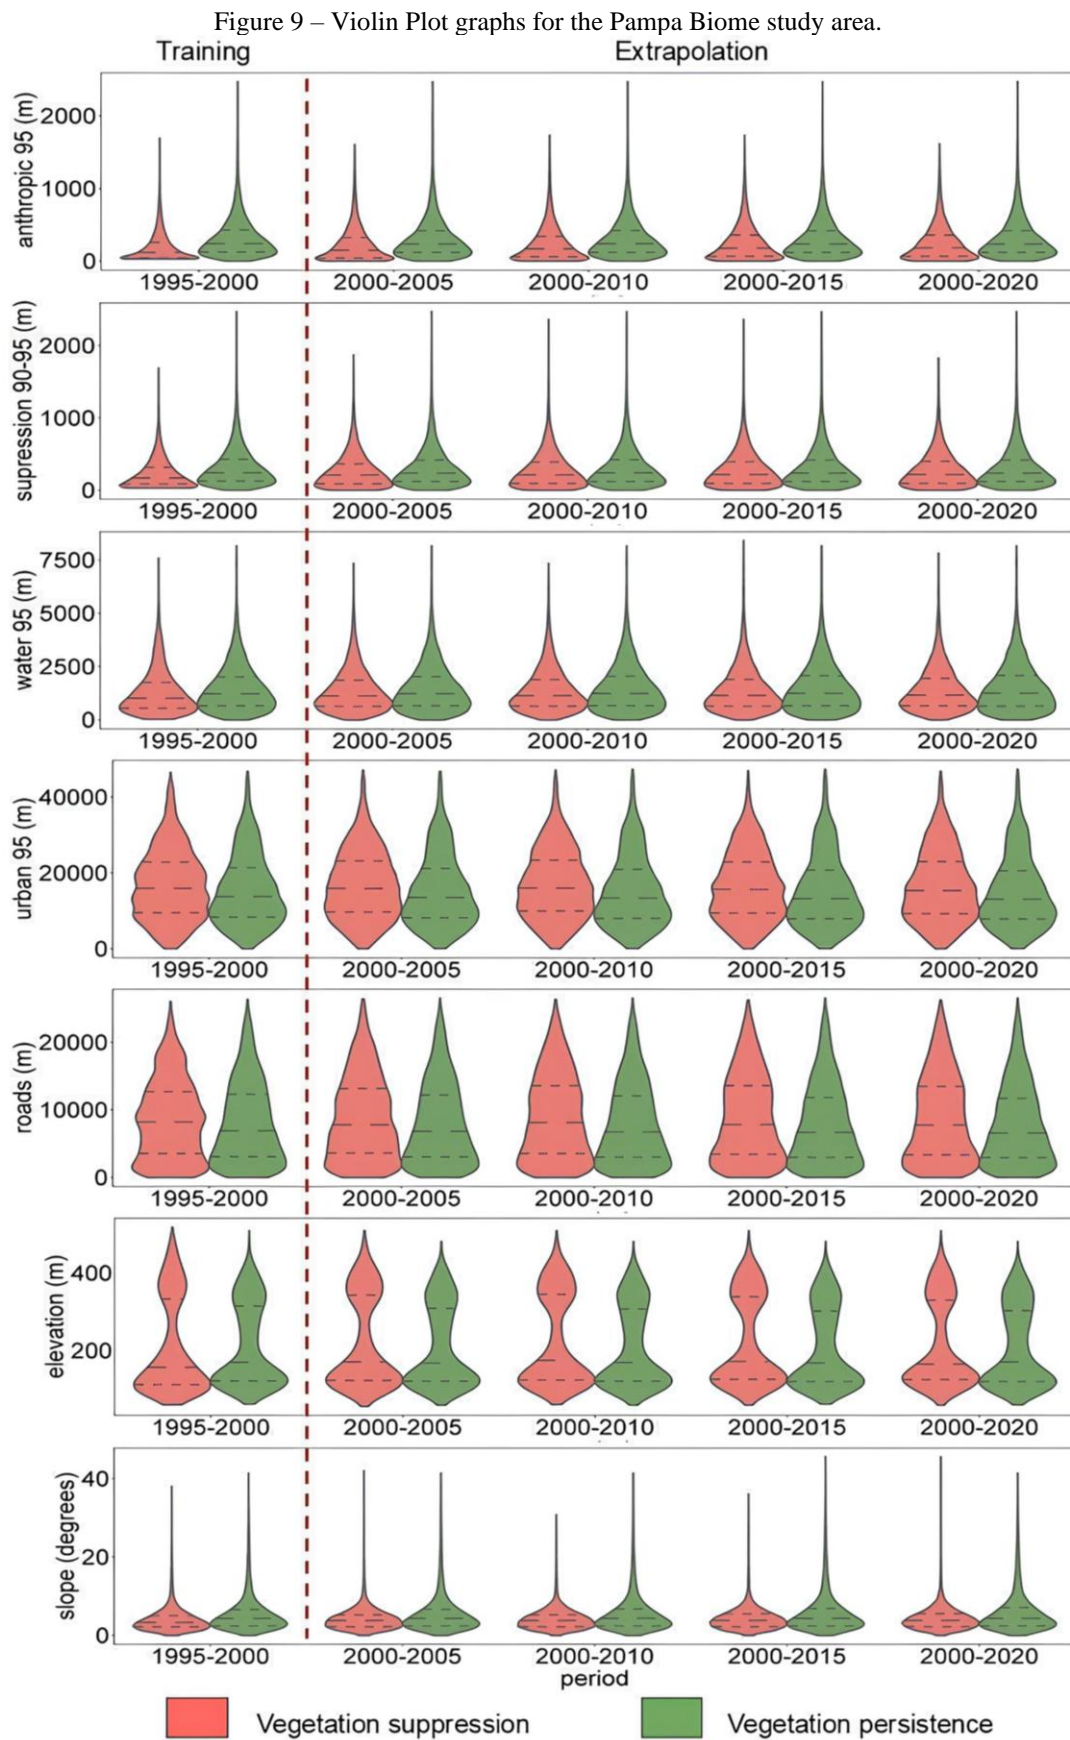 Figure 9 – Violin Plot graphs for the Pampa Biome study area.
Training Extrapolation
anthropic 95 (m)
2000
1000
0
1995-2000 2000-2005 2000-2010 2000-2015 2000-2020
supression 90-95 (m)
2000
1000
0
1995-2000 2000-2005 2000-2010 2000-2015 2000-2020
water 95 (m)
7500
5000
2500
0
1995-2000 2000-2005 2000-2010 2000-2015 2000-2020
urban 95 (m)
40000
20000
0
1995-2000 2000-2005 2000-2010 2000-2015 2000-2020
roads (m)
20000
10000
0
1995-2000 2000-2005 2000-2010 2000-2015 2000-2020
elevation (m)
400
200
1995-2000 2000-2005 2000-2010 2000-2015 2000-2020
slope (degrees)
40
20
0
1995-2000 2000-2005 2000-2010 2000-2015 2000-2020
period
Vegetation suppression Vegetation persistence